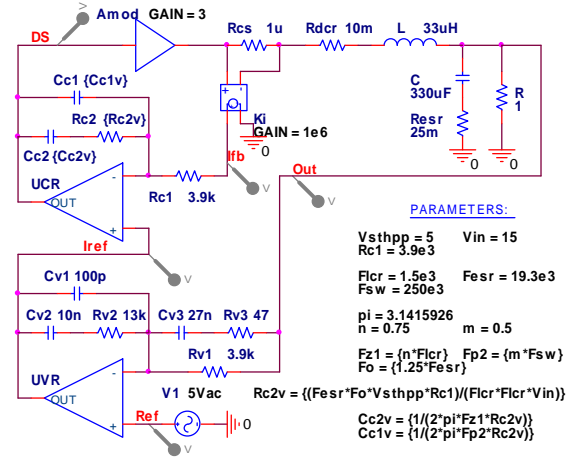 Amod GAIN = 3
DS
Rcs 1u
Rdcr 10m
L 33uH
Cc1 {Cc1v}
Rc2 {Rc2v}
Cc2 {Cc2v}
C
330uF
R
1
Resr
25m
0
0
Ki
GAIN = 1e6
0
Ifb
UCR
OUT
Rc1 3.9k
Out
Iref
PARAMETERS:
Vsthpp = 5 Vin = 15
Rc1 = 3.9e3
Flcr = 1.5e3 Fesr = 19.3e3
Fsw = 250e3
pi = 3.1415926
n = 0.75 m = 0.5
Fz1 = {n*Flcr} Fp2 = {m*Fsw}
Fo = {1.25*Fesr}
Rc2v = {(Fesr*Fo*Vsthpp*Rc1)/(Flcr*Flcr*Vin)}
Cc2v = {1/(2*pi*Fz1*Rc2v)}
Cc1v = {1/(2*pi*Fp2*Rc2v)}
Cv1 100p
Cv2 10n Rv2 13k
Cv3 27n Rv3 47
Rv1 3.9k
UVR
OUT
V1 5Vac
Ref
0
V
V
V
V
V